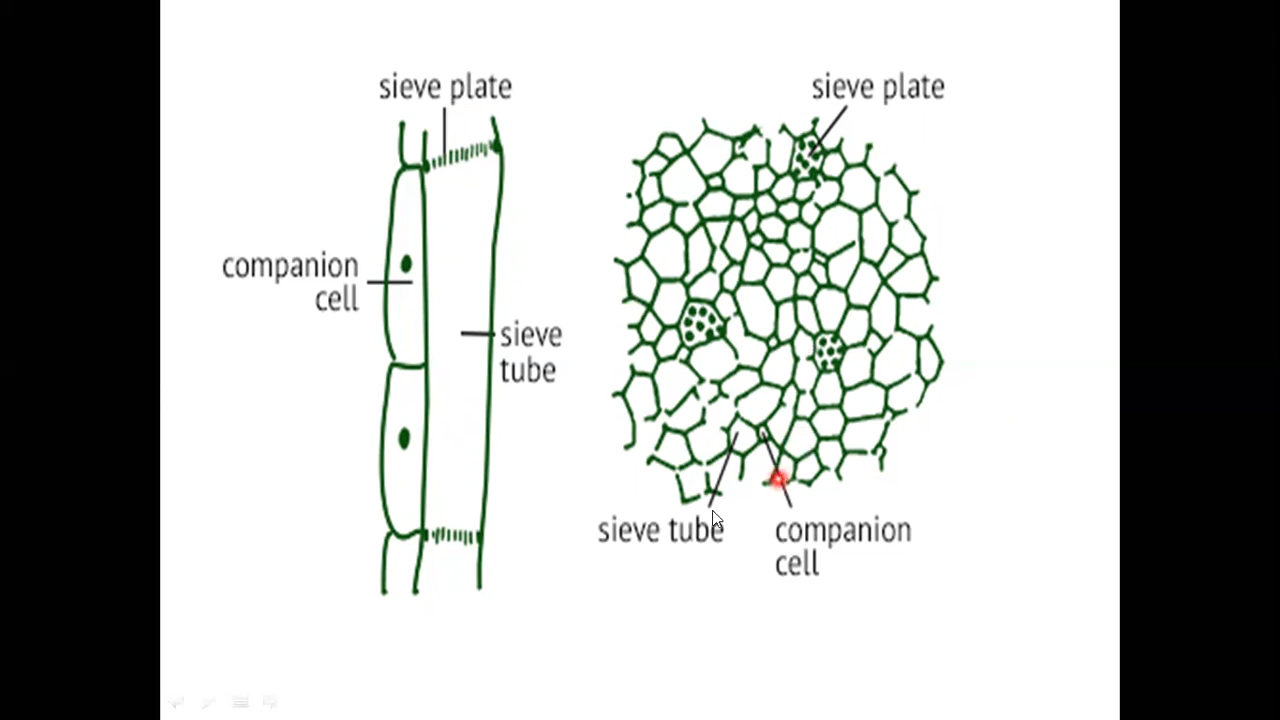 sieve plate
companion
cell
sieve
tube
sieve plate
sieve tube
companion
cell